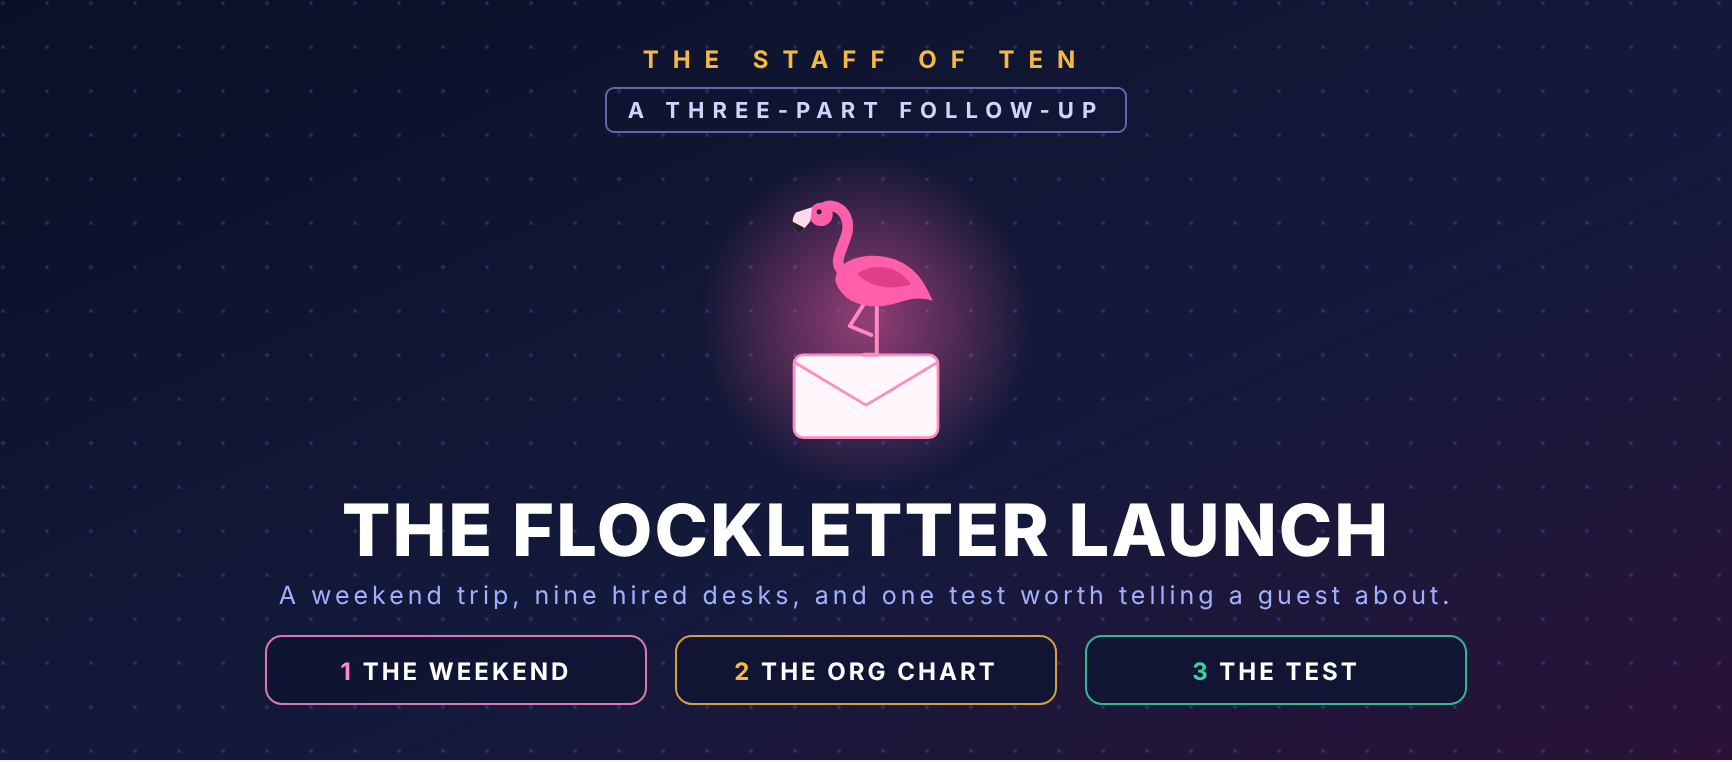 THE STAFF OF TEN
A THREE-PART FOLLOW-UP
THE FLOCKLETTER LAUNCH
A weekend trip, nine hired desks, and one test worth telling a guest about.
1 THE WEEKEND
2 THE ORG CHART
3 THE TEST